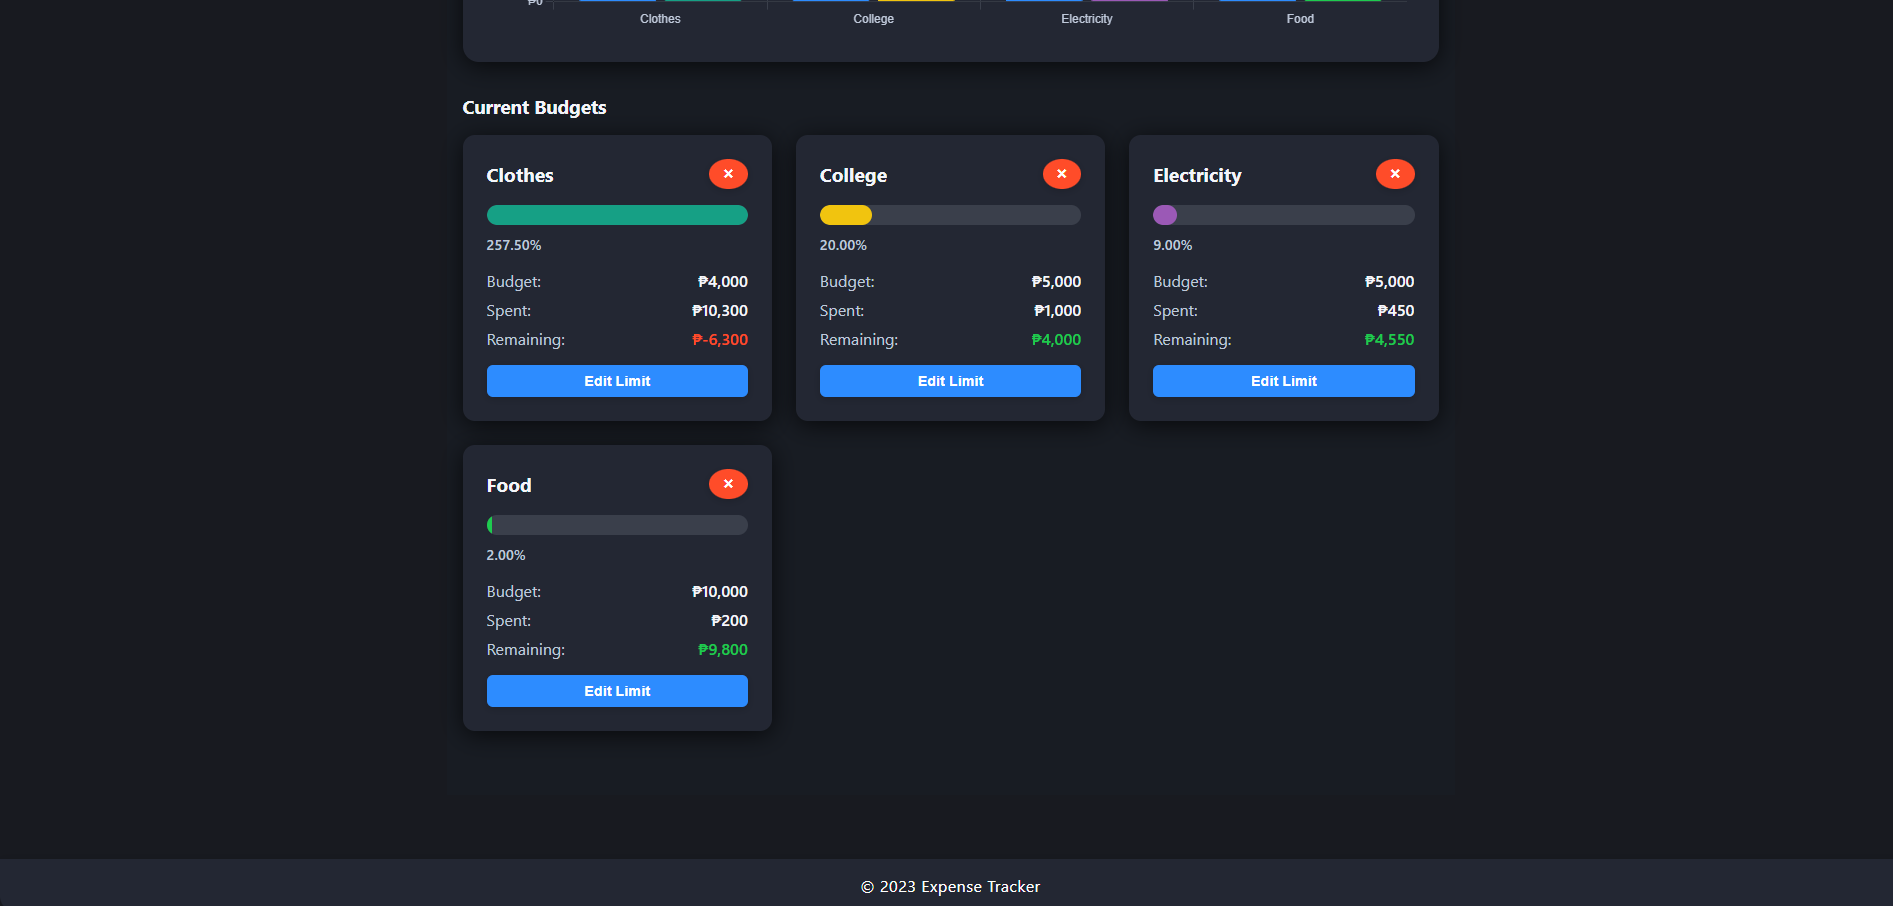 ₱0
Clothes College Electricity Food
Current Budgets
Clothes ×
257.50%
Budget: ₱4,000
Spent: ₱10,300
Remaining: ₱-6,300
Edit Limit
College ×
20.00%
Budget: ₱5,000
Spent: ₱1,000
Remaining: ₱4,000
Edit Limit
Electricity ×
9.00%
Budget: ₱5,000
Spent: ₱450
Remaining: ₱4,550
Edit Limit
Food ×
2.00%
Budget: ₱10,000
Spent: ₱200
Remaining: ₱9,800
Edit Limit
© 2023 Expense Tracker